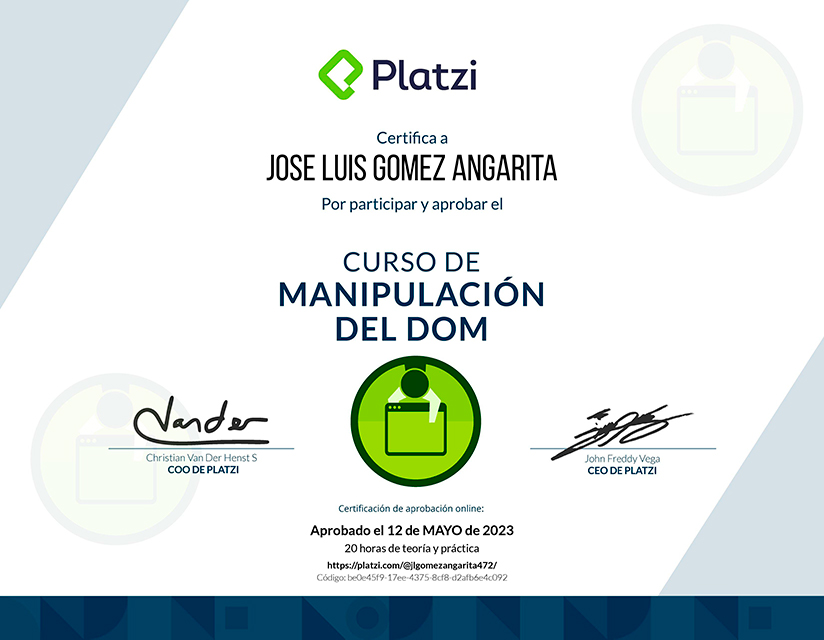 Platzi
Certifica a
JOSE LUIS GOMEZ ANGARITA
Por participar y aprobar el
CURSO DE
MANIPULACIÓN
DEL DOM
Vander
Christian Van Der Henst S
COO DE PLATZI
John Freddy Vega
CEO DE PLATZI
Certificación de aprobación online:
Aprobado el 12 de MAYO de 2023
20 horas de teoría y práctica
https://platzi.com/@jlgomezangarita472/
Código: be0e45f9-17ee-4375-8cf8-d2afb6e4c092